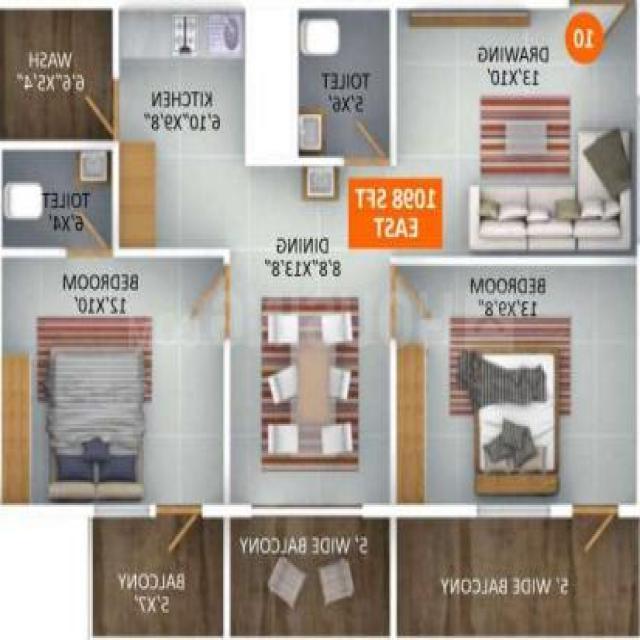 WASH
6'6"X5'4"
KITCHEN
6'10"X9'8"
TOILET
5'X6'
DRAWING
13'X10'
10
TOILET
6'X4'
1098 SFT
EAST
DINING
8'8"X13'8"
BEDROOM
12'X10'
BEDROOM
13'X9'8"
BALCONY
5'X7'
5' WIDE BALCONY
5' WIDE BALCONY